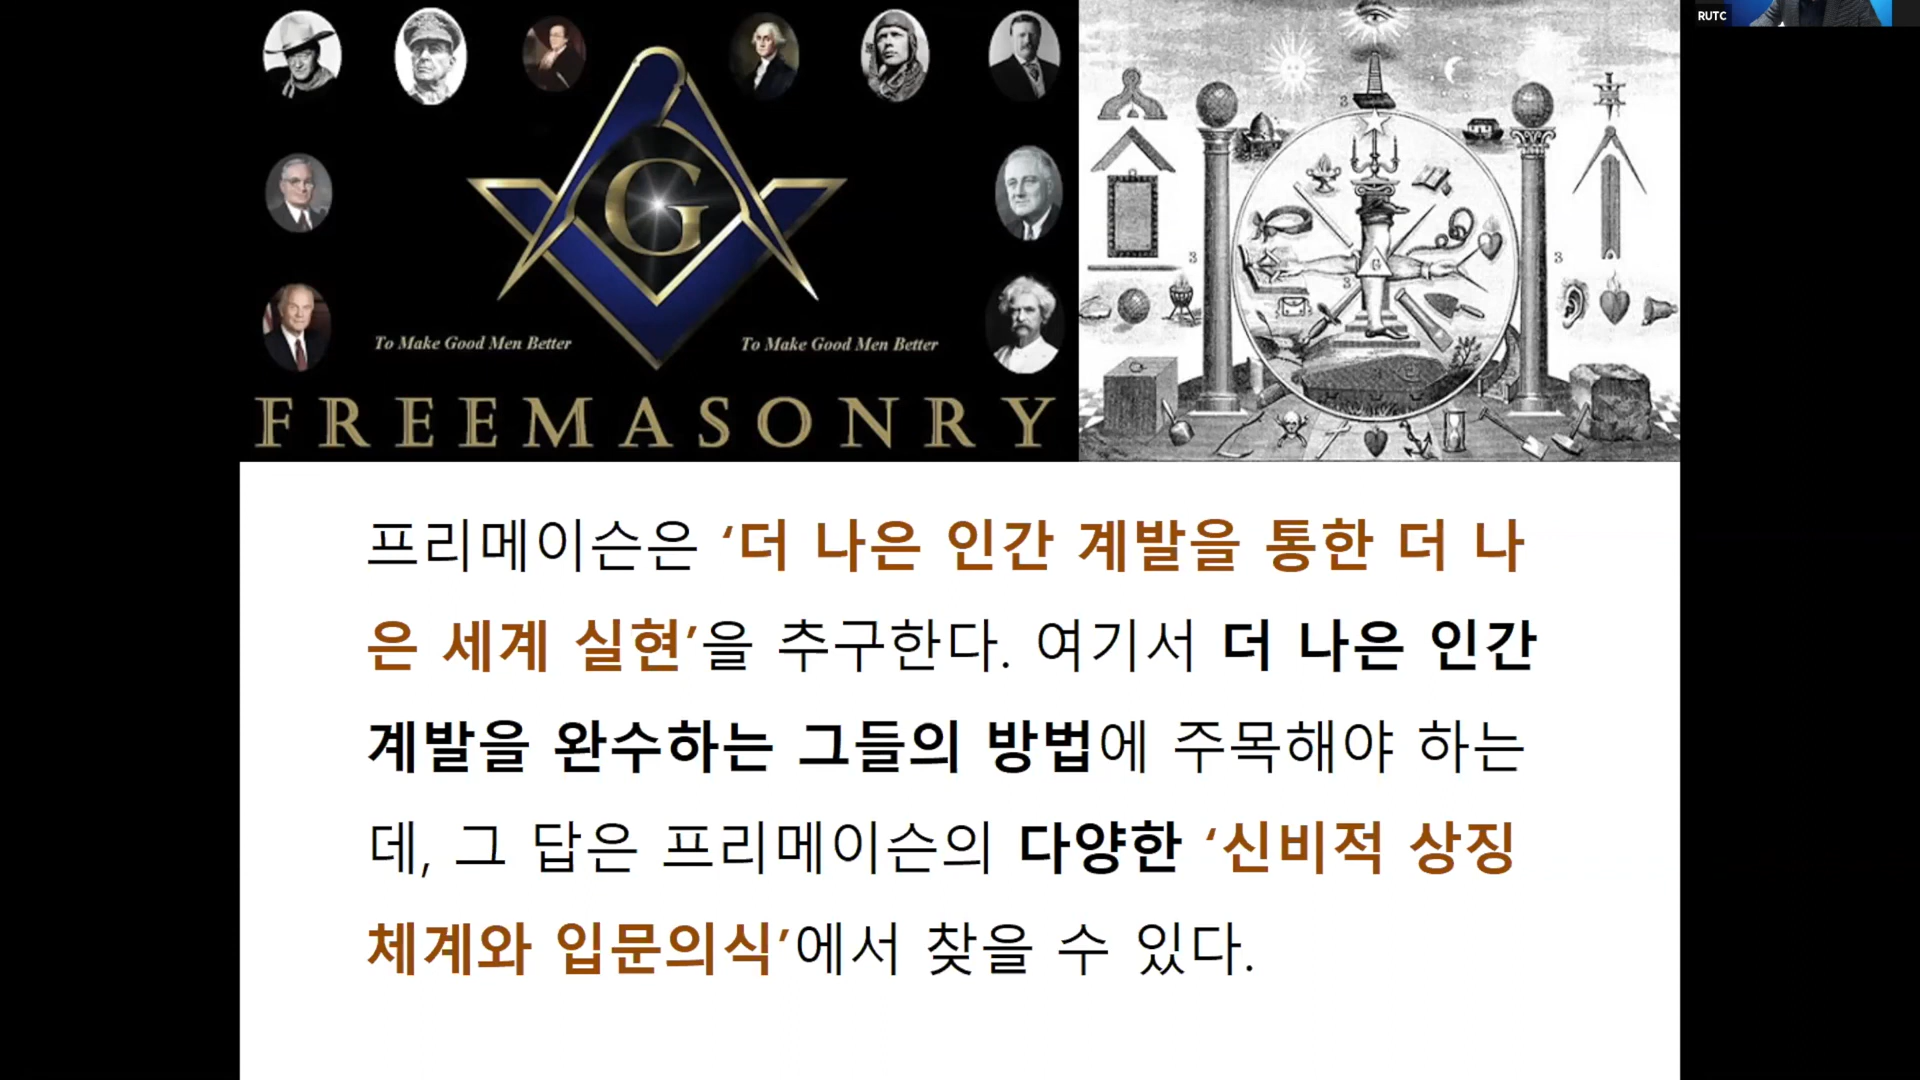 RUTC
G
To Make Good Men Better
To Make Good Men Better
FREEMASONRY
3
3
3
3
G
프리메이슨은 ‘더 나은 인간 계발을 통한 더 나
은 세계 실현’을 추구한다. 여기서 더 나은 인간
계발을 완수하는 그들의 방법에 주목해야 하는
데, 그 답은 프리메이슨의 다양한 ‘신비적 상징
체계와 입문의식’에서 찾을 수 있다.